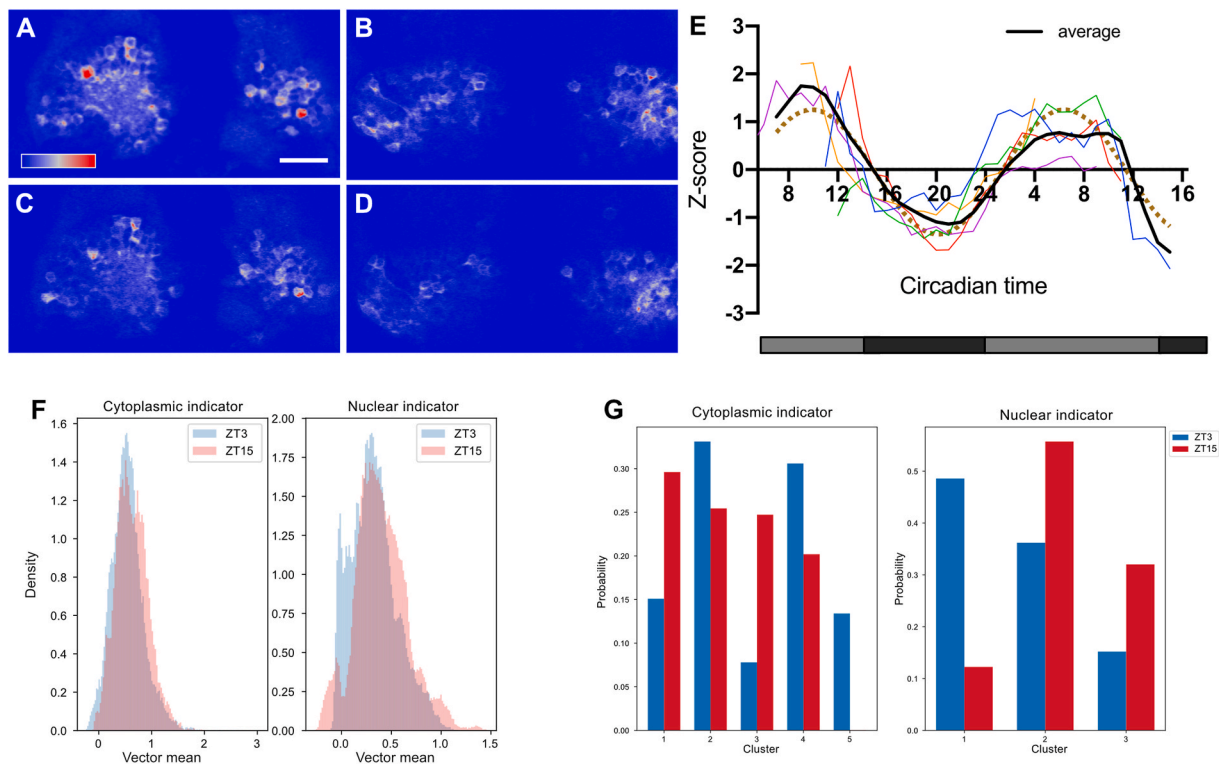 A
B
C
D
E
Z-score
3
2
1
0
-1
-2
-3
average
8 12 16 20 24 4 8 12 16
Circadian time
F
Cytoplasmic indicator
Nuclear indicator
Density
1.6
1.4
1.2
1.0
0.8
0.6
0.4
0.2
0.0
ZT3
ZT15
0 1 2 3
Vector mean
2.00
1.75
1.50
1.25
1.00
0.75
0.50
0.25
0.00
ZT3
ZT15
0.0 0.5 1.0 1.5
Vector mean
G
Cytoplasmic indicator
Nuclear indicator
Probability
0.30
0.25
0.20
0.15
0.10
0.05
0.00
1 2 3 4 5
Cluster
Probability
0.5
0.4
0.3
0.2
0.1
0.0
1 2 3
Cluster
ZT3
ZT15